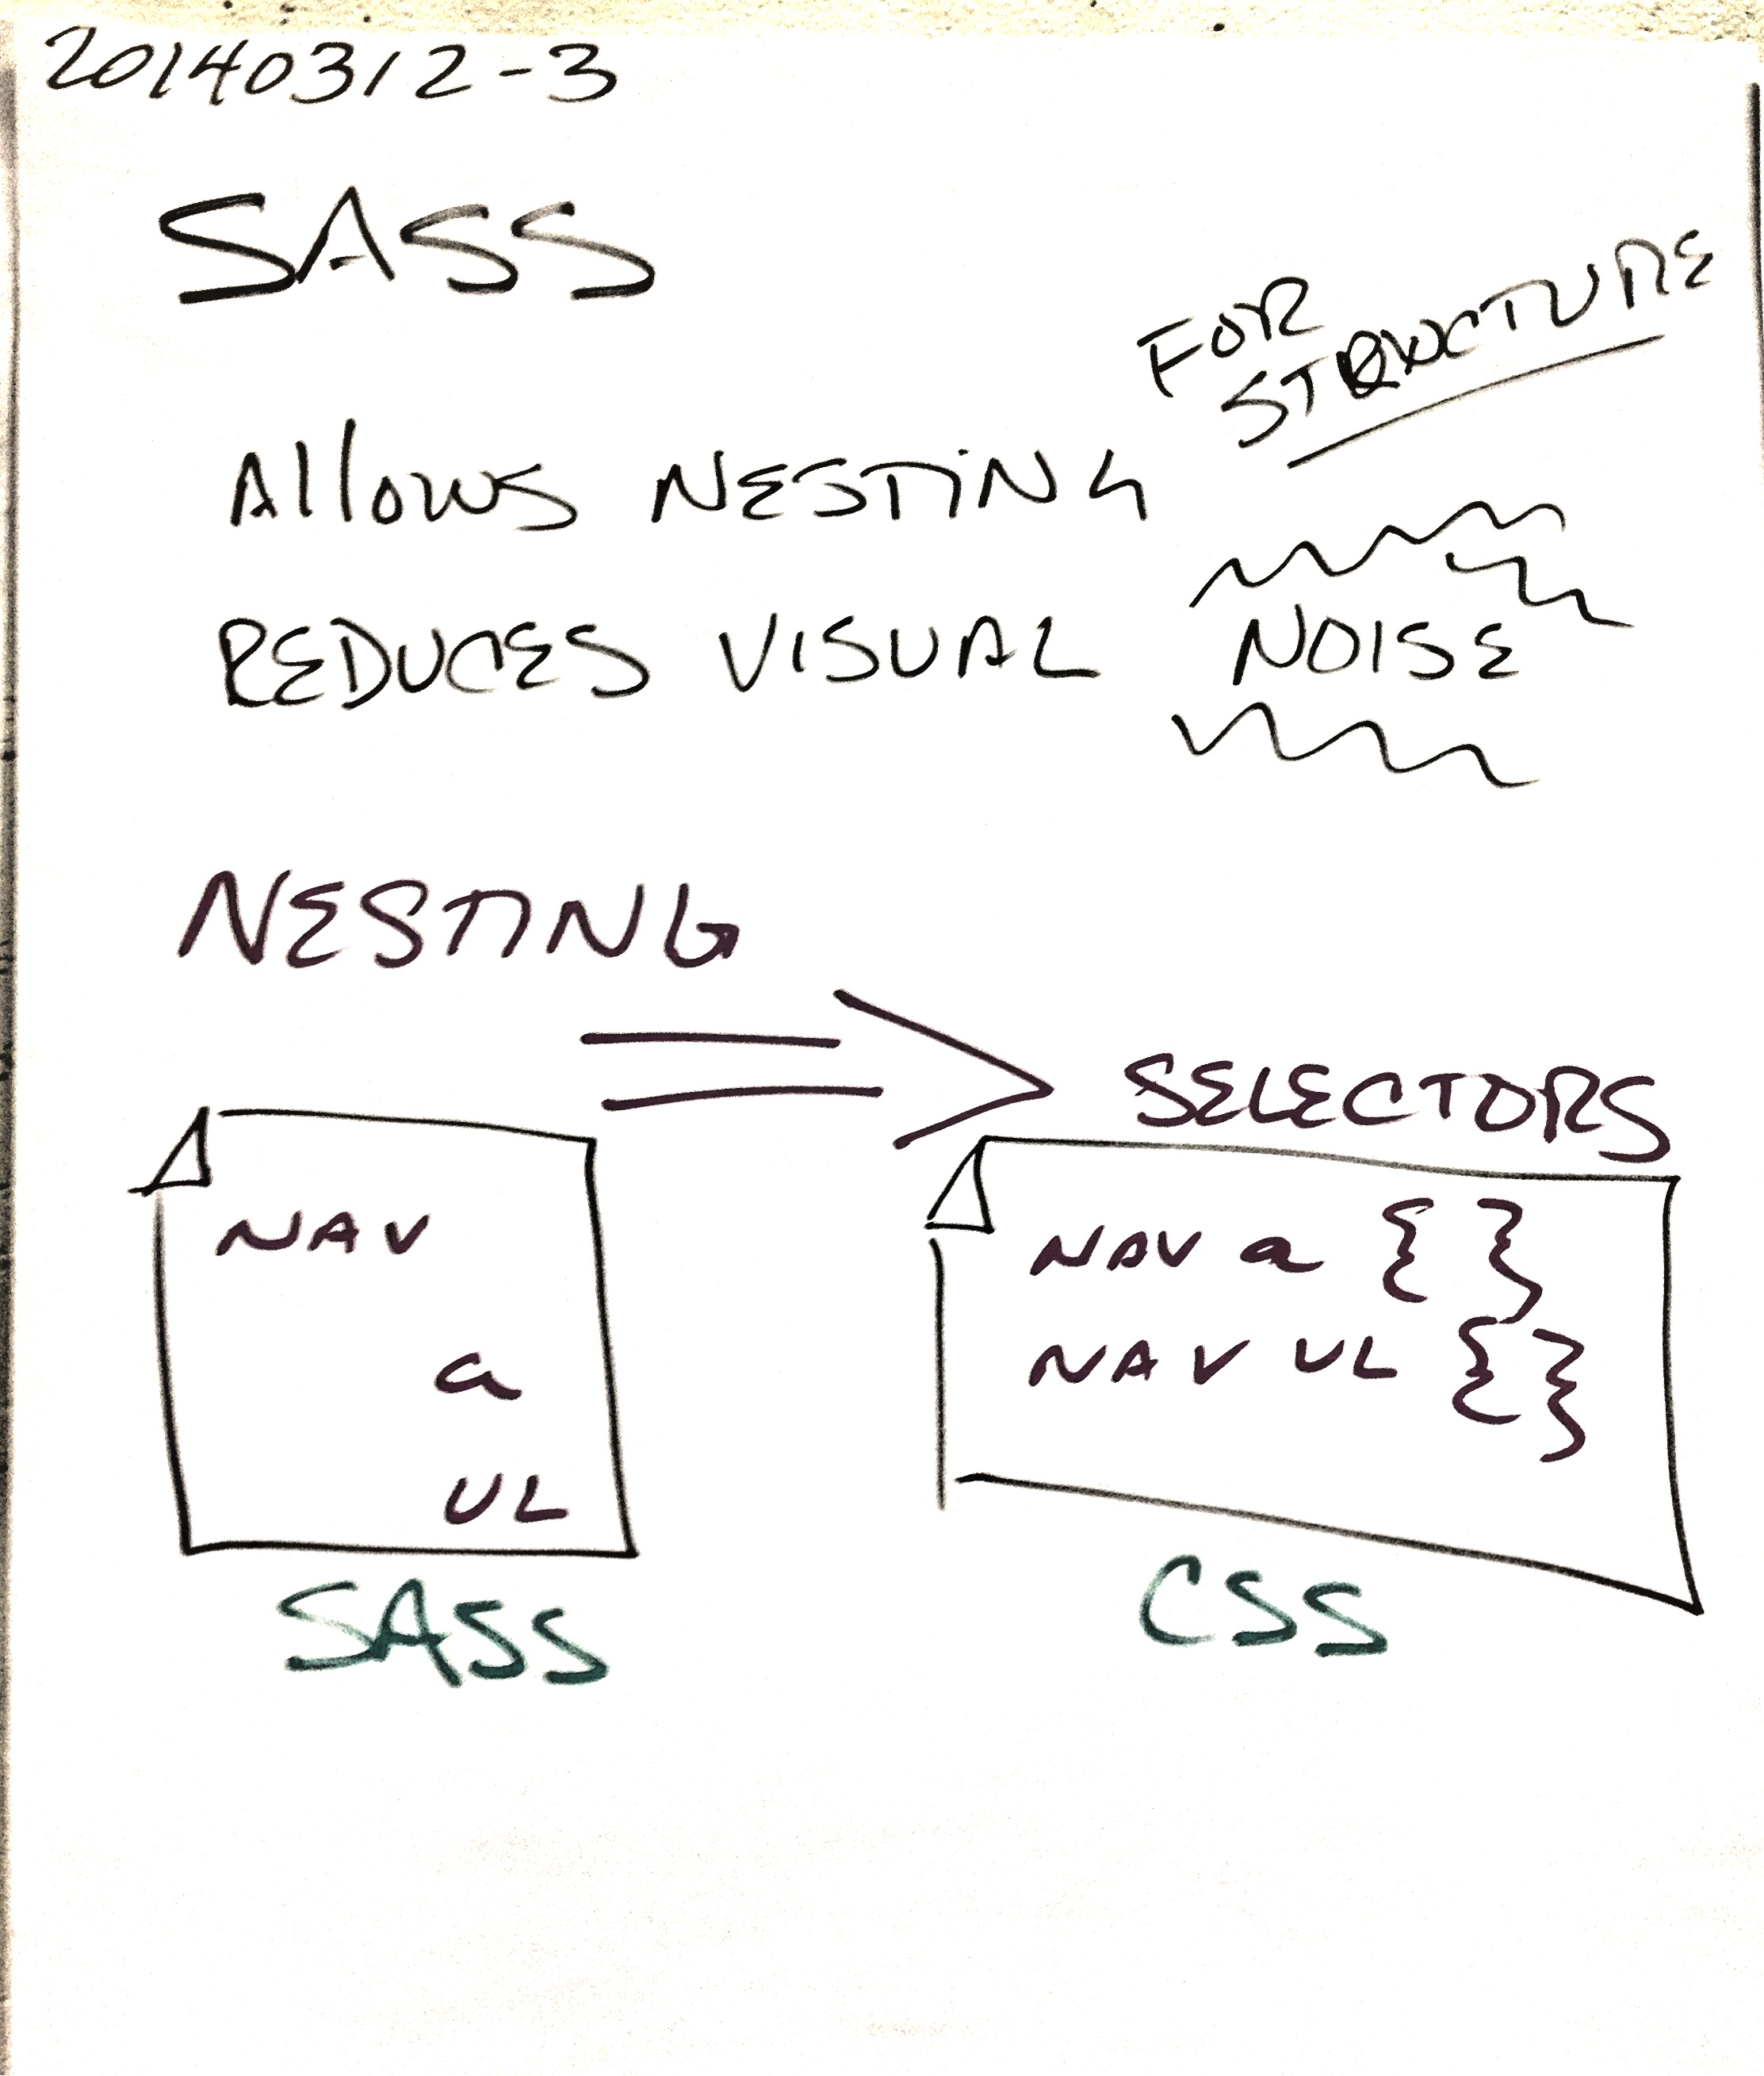 20140312-3
SASS
FOR
STRUCTURE
Allows NESTING
REDUCES VISUAL NOISE
NESTING
SELECTORS
NAV
a
UL
NAV a { }
NAV UL { }
SASS
CSS